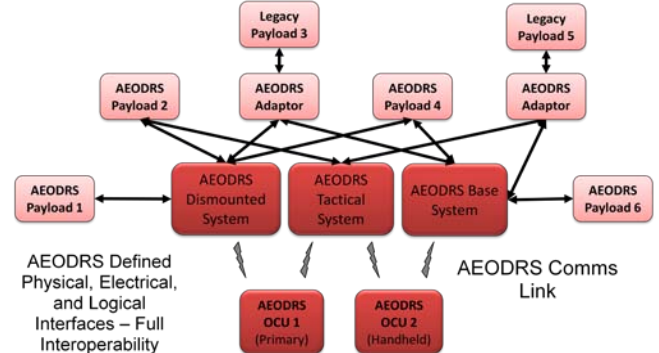 Legacy
Payload 3
Legacy
Payload 5
AEODRS
Payload 2
AEODRS
Adaptor
AEODRS
Payload 4
AEODRS
Adaptor
AEODRS
Payload 1
AEODRS
Dismounted
System
AEODRS
Tactical
System
AEODRS Base
System
AEODRS
Payload 6
AEODRS Defined
Physical, Electrical,
and Logical
Interfaces – Full
Interoperability
AEODRS
OCU 1
(Primary)
AEODRS
OCU 2
(Handheld)
AEODRS Comms
Link